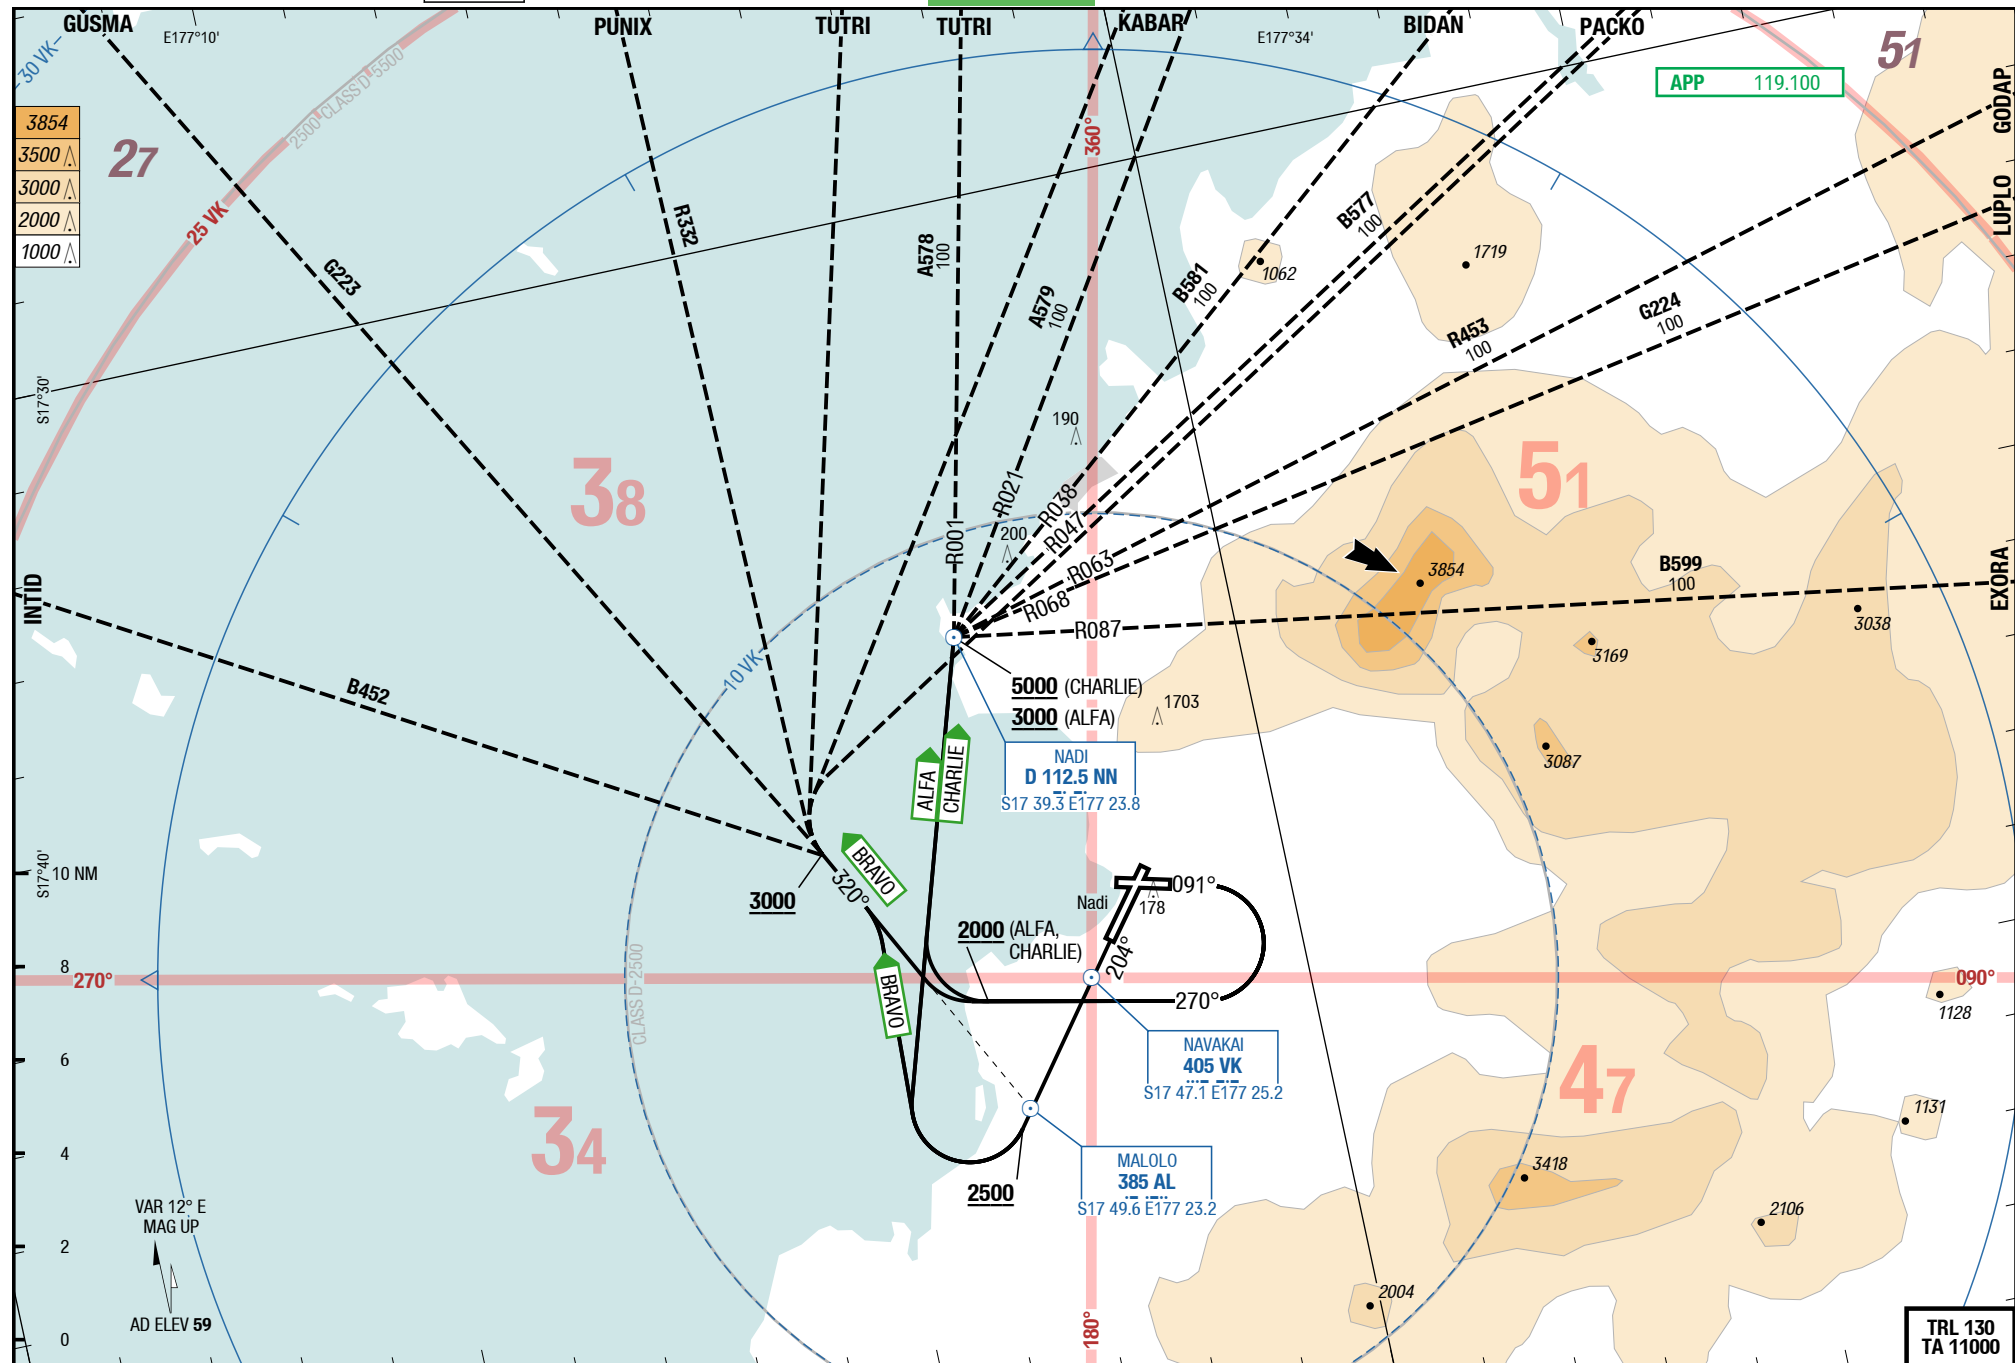 GUSMA
PUNIX
TUTRI
TUTRI
KABAR
BIDAN
PACKO
E177°10'
E177°34'
51
30 VK
2500 CLASS D-5500
APP 119.100
GODAP
3854
3500
3000
2000
1000
27
360°
25 VK
R332
G223
A578
100
A579
100
B581
100
B577
100
1062
1719
LUPLO
G224
100
R453
100
S17°30'
190
38
51
R001
R021
R038
R047
200
R063
R068
R087
3854
B599
100
EXORA
3038
3169
INTID
10 VK
B452
5000 (CHARLIE)
3000 (ALFA)
1703
NADI
D 112.5 NN
S17 39.3 E177 23.8
3087
ALFA
CHARLIE
BRAVO
320°
3000
S17°40'
10 NM
Nadi
091°
178
2000 (ALFA,
CHARLIE)
204°
8
270°
CLASS D-2500
BRAVO
270°
090°
1128
NAVAKAI
405 VK
S17 47.1 E177 25.2
6
47
34
1131
4
MALOLO
385 AL
S17 49.6 E177 23.2
3418
2500
VAR 12° E
MAG UP
2106
2
2004
AD ELEV 59
180°
0
TRL 130
TA 11000